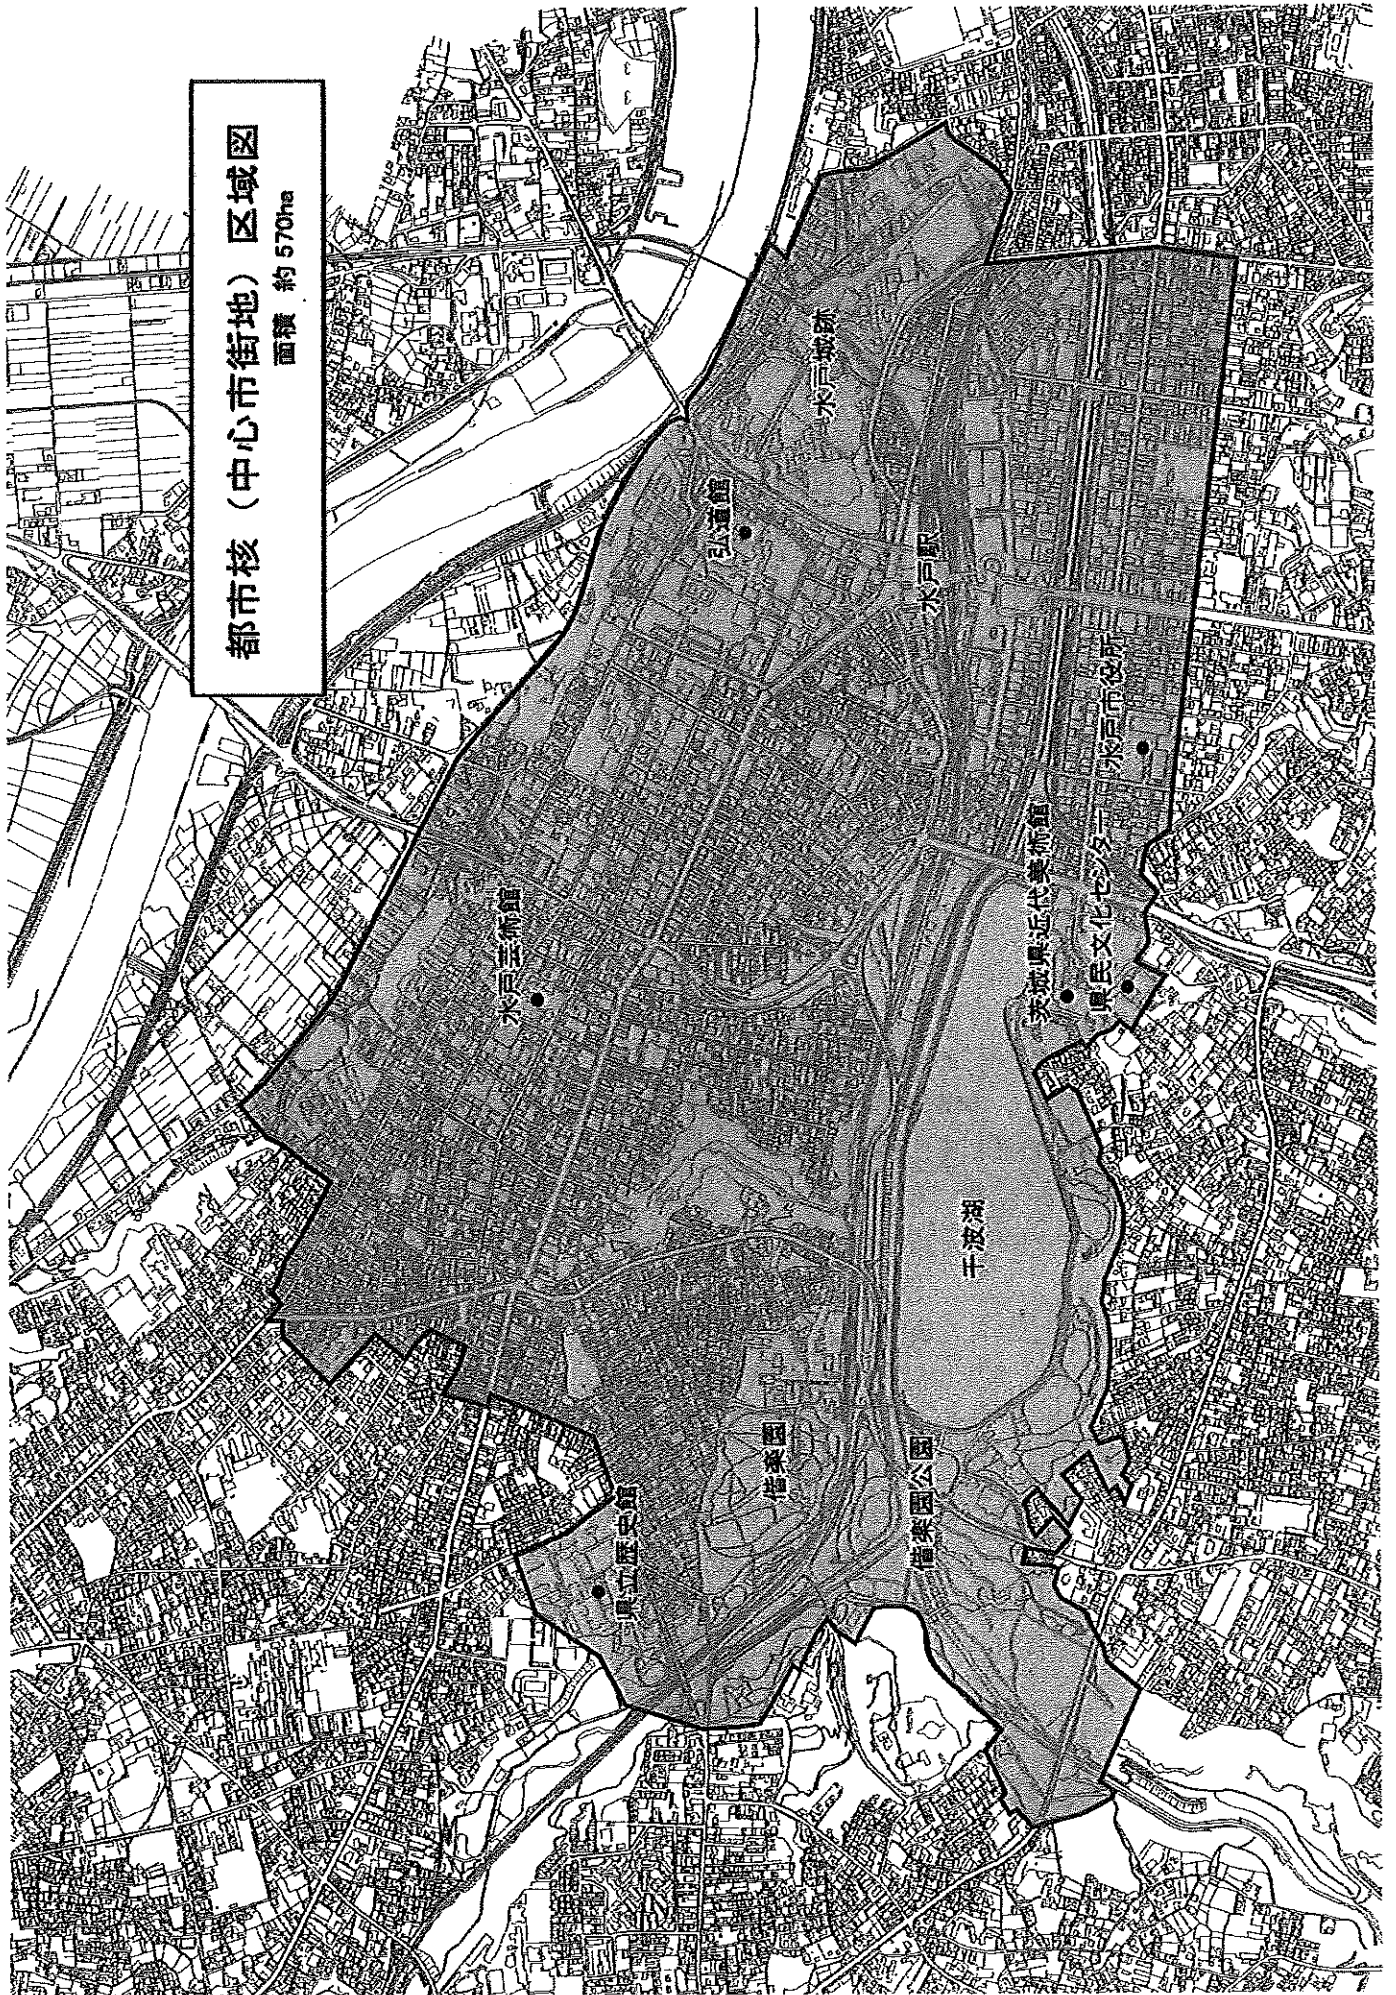 都市核（中心市街地）区域図
面積 約570ha
水戸芸術館
弘道館
水戸城跡
県立歴史館
偕楽園
水戸駅
偕楽園公園
千波湖
茨城県近代美術館
県民文化センター
水戸市役所